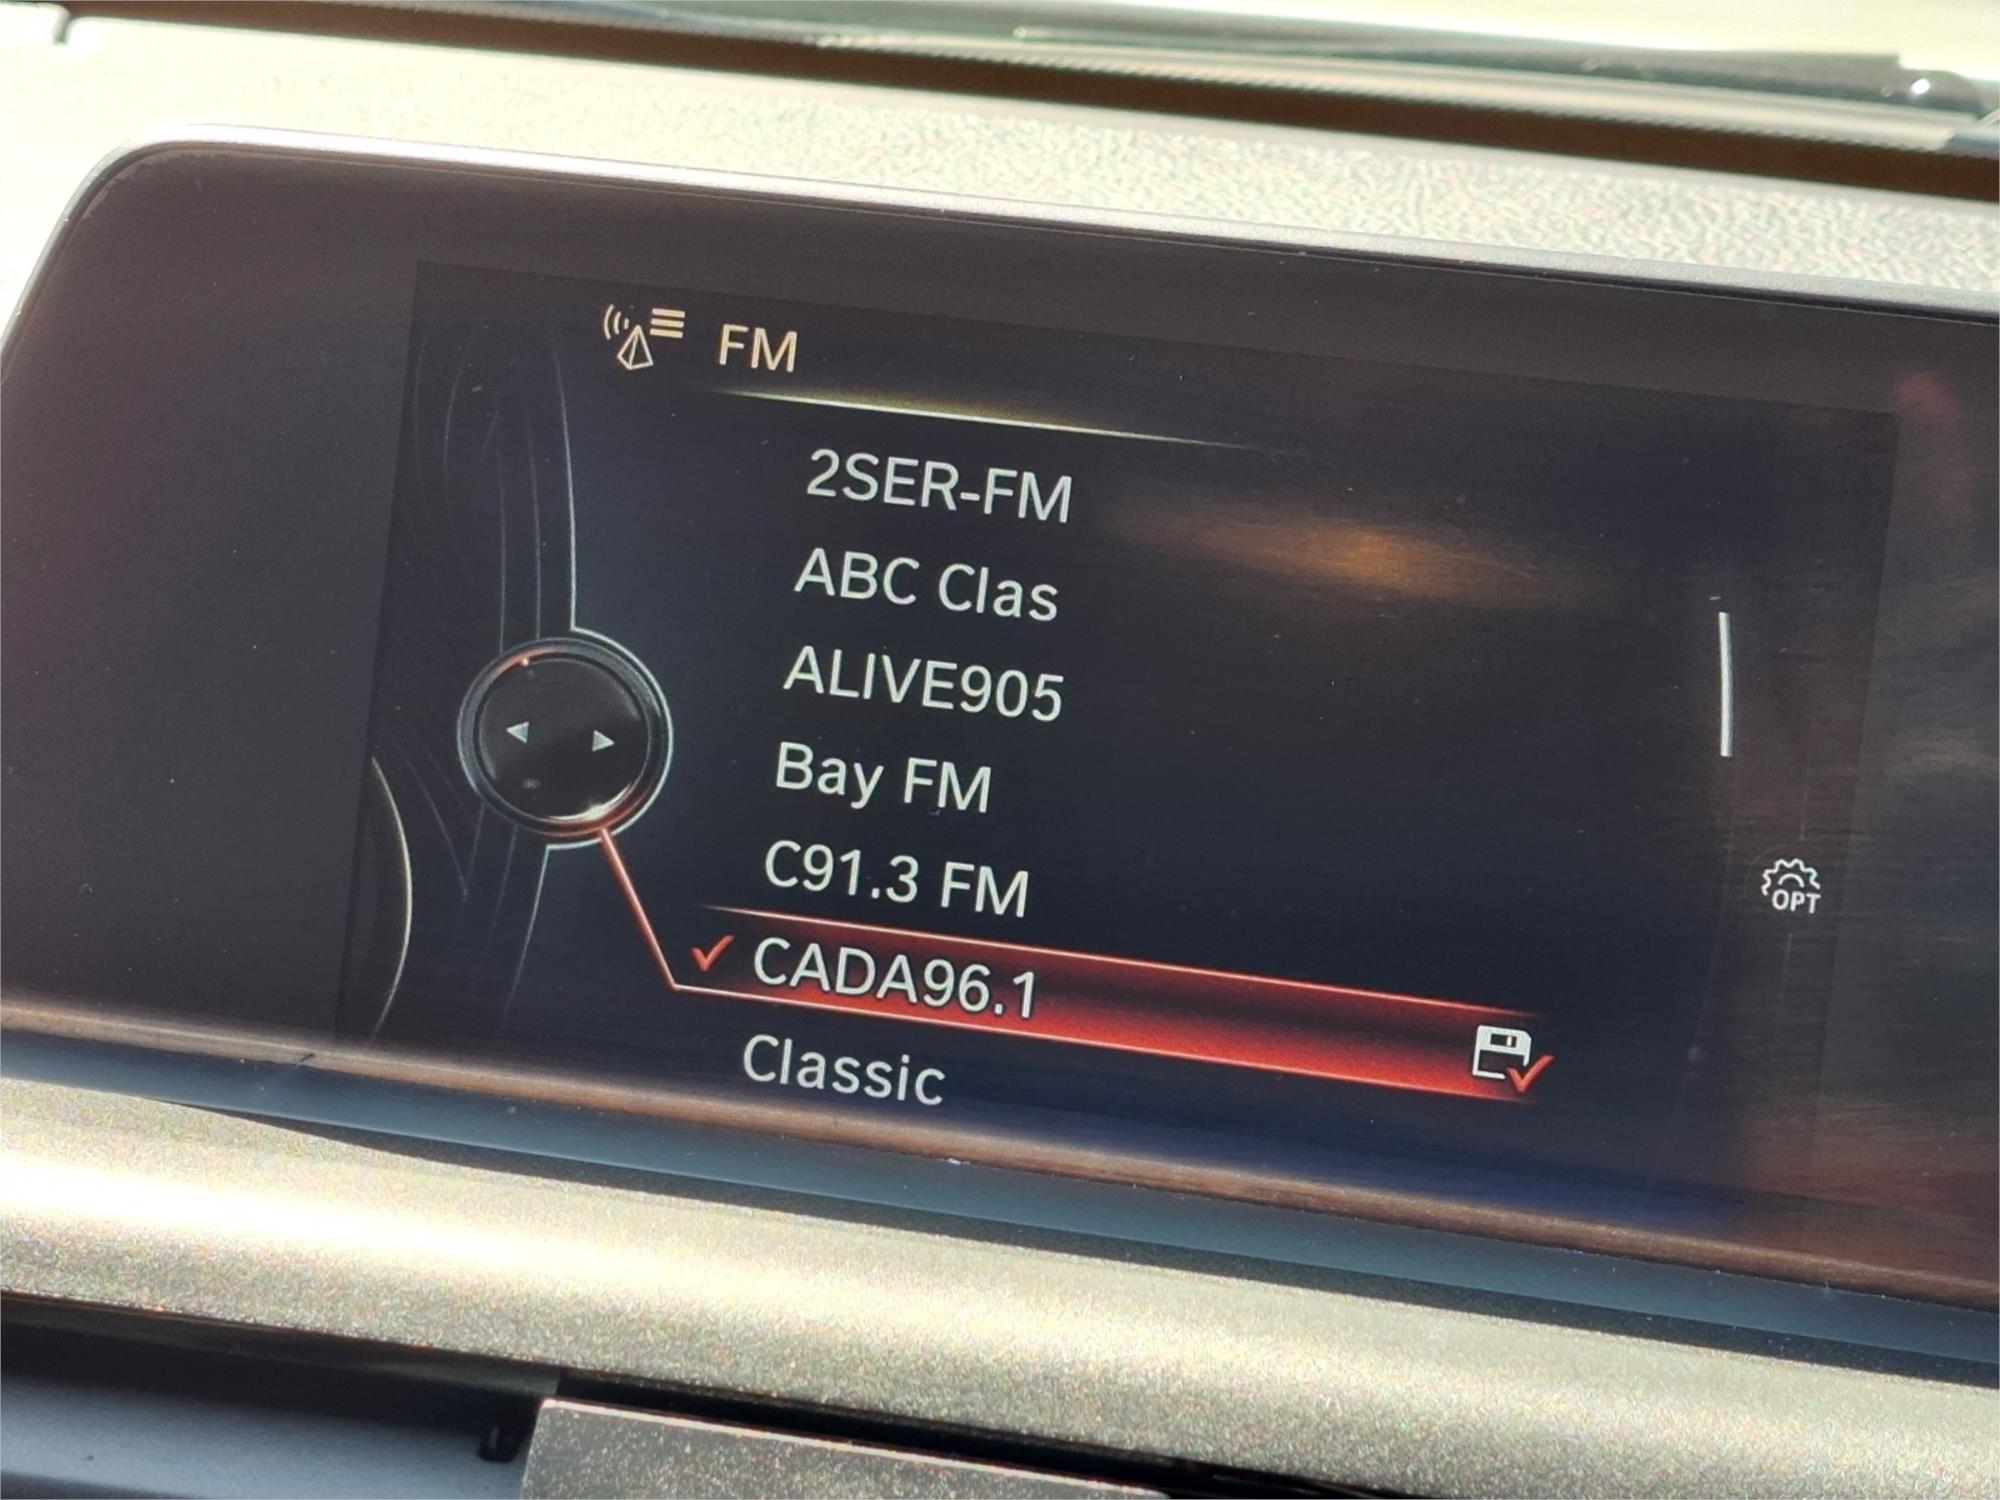 FM
2SER-FM
ABC Clas
ALIVE905
Bay FM
C91.3 FM
CADA96.1
Classic
OPT